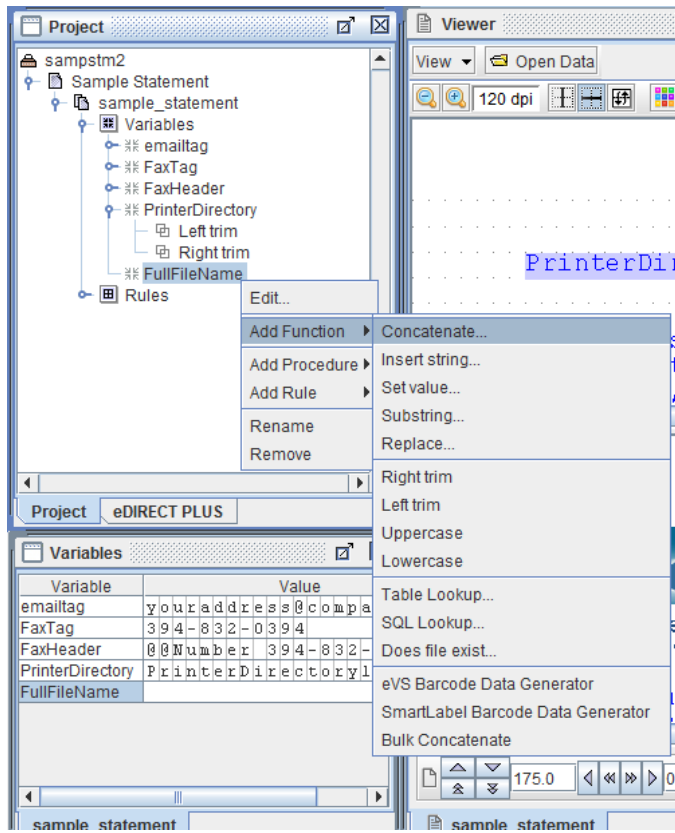 Project
sampstm2
Sample Statement
sample_statement
Variables
emailtag
FaxTag
FaxHeader
PrinterDirectory
Left trim
Right trim
FullFileName
Rules
Edit...
Add Function
Add Procedure
Add Rule
Rename
Remove
Concatenate...
Insert string...
Set value...
Substring...
Replace...
Right trim
Left trim
Uppercase
Lowercase
Table Lookup...
SQL Lookup...
Does file exist...
eVS Barcode Data Generator
SmartLabel Barcode Data Generator
Bulk Concatenate
Project eDIRECT PLUS
Viewer
View Open Data
120 dpi
PrinterDir
Variables
Variable Value
emailtag youraddress@compa
FaxTag 394-832-0394
FaxHeader @@Number 394-832-
PrinterDirectory PrinterDirectoryl
FullFileName
sample_statement
175.0 0
sample_statement